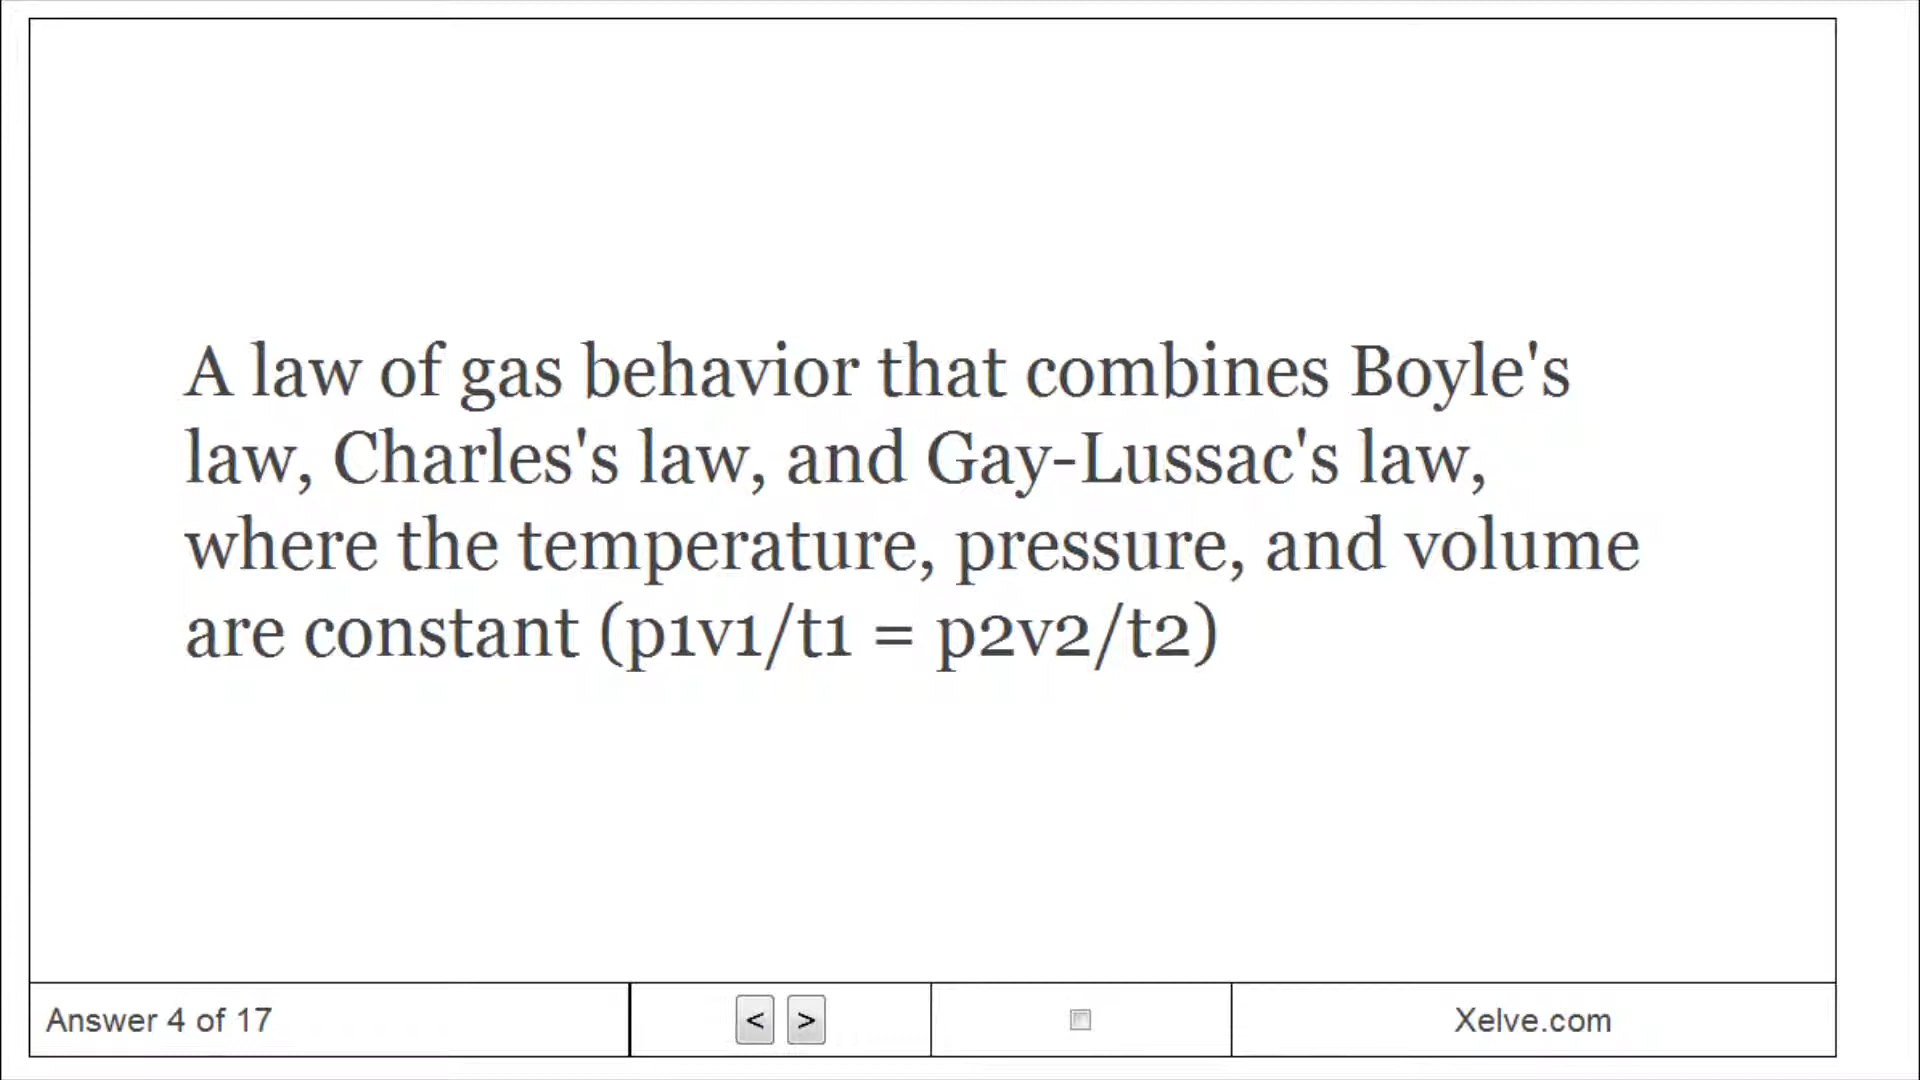 A law of gas behavior that combines Boyle's
law, Charles's law, and Gay-Lussac's law,
where the temperature, pressure, and volume
are constant (p1v1/t1 = p2v2/t2)
Answer 4 of 17
< >
Xelve.com